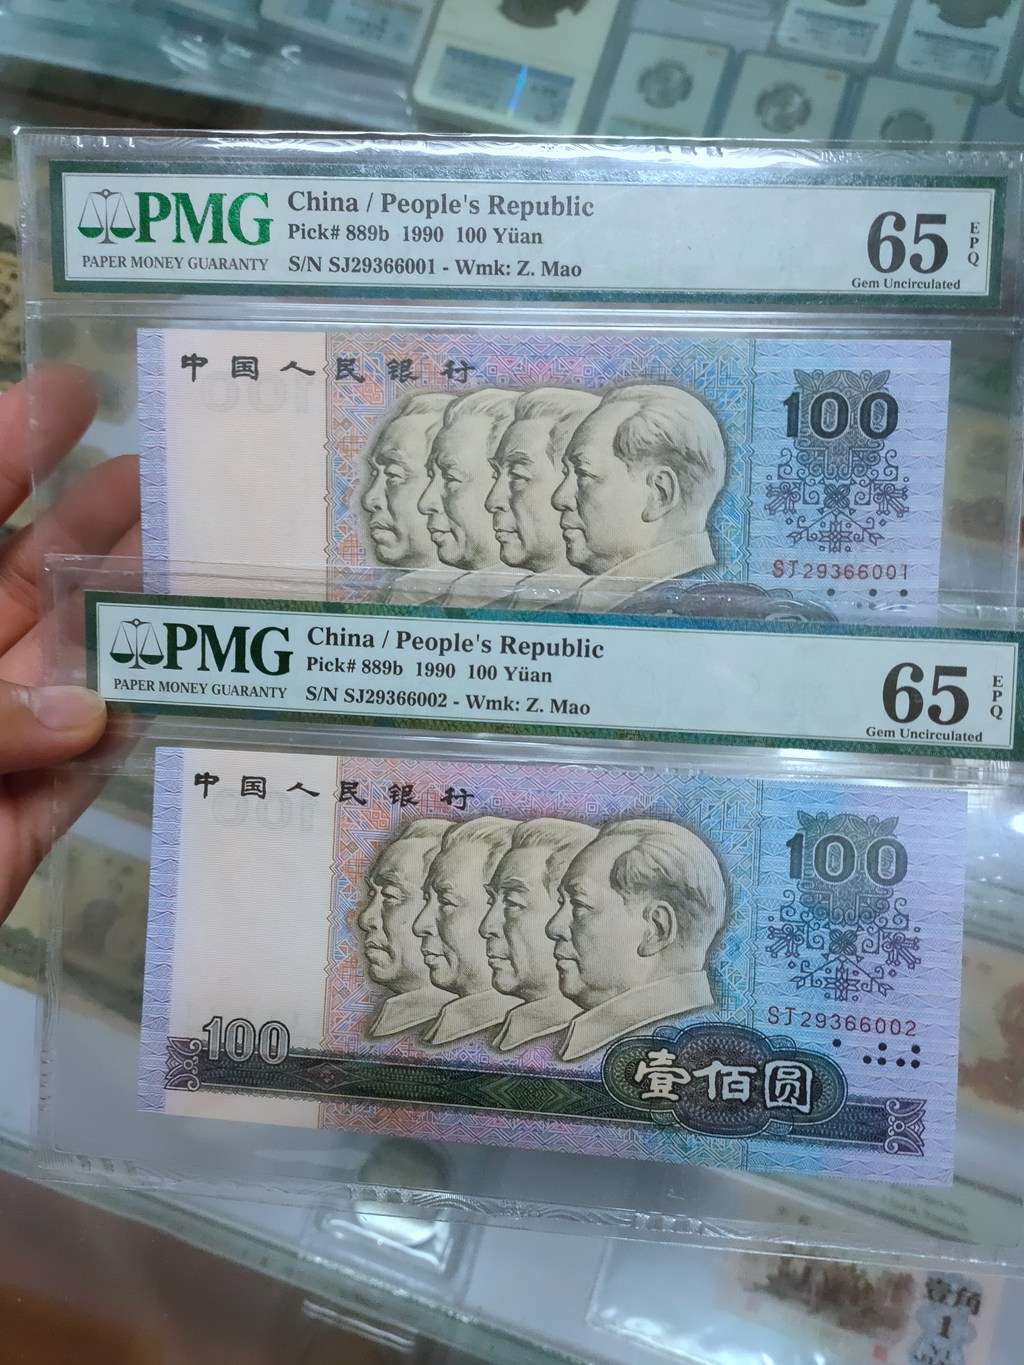 PMG
PAPER MONEY GUARANTY
China / People's Republic
Pick# 889b 1990 100 Yüan
S/N SJ29366001 - Wmk: Z. Mao
65
EPQ
Gem Uncirculated
中国人民银行
100
SJ29366001
PMG
PAPER MONEY GUARANTY
China / People's Republic
Pick# 889b 1990 100 Yüan
S/N SJ29366002 - Wmk: Z. Mao
65
EPQ
Gem Uncirculated
中国人民银行
100
SJ29366002
100
壹佰圆
壹角
1